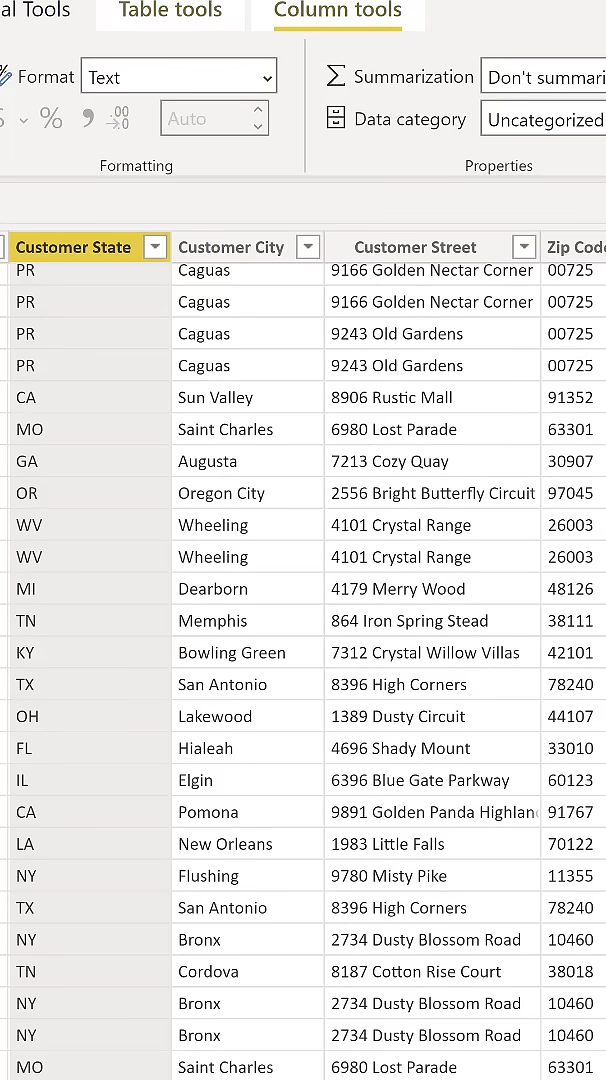 al Tools Table tools Column tools
Format Text Summarization Don't summari
% 9 .00 →.0 Auto Data category Uncategorized
Formatting Properties
Customer State Customer City Customer Street Zip Code
PR Caguas 9166 Golden Nectar Corner 00725
PR Caguas 9166 Golden Nectar Corner 00725
PR Caguas 9243 Old Gardens 00725
PR Caguas 9243 Old Gardens 00725
CA Sun Valley 8906 Rustic Mall 91352
MO Saint Charles 6980 Lost Parade 63301
GA Augusta 7213 Cozy Quay 30907
OR Oregon City 2556 Bright Butterfly Circuit 97045
WV Wheeling 4101 Crystal Range 26003
WV Wheeling 4101 Crystal Range 26003
MI Dearborn 4179 Merry Wood 48126
TN Memphis 864 Iron Spring Stead 38111
KY Bowling Green 7312 Crystal Willow Villas 42101
TX San Antonio 8396 High Corners 78240
OH Lakewood 1389 Dusty Circuit 44107
FL Hialeah 4696 Shady Mount 33010
IL Elgin 6396 Blue Gate Parkway 60123
CA Pomona 9891 Golden Panda Highlan 91767
LA New Orleans 1983 Little Falls 70122
NY Flushing 9780 Misty Pike 11355
TX San Antonio 8396 High Corners 78240
NY Bronx 2734 Dusty Blossom Road 10460
TN Cordova 8187 Cotton Rise Court 38018
NY Bronx 2734 Dusty Blossom Road 10460
NY Bronx 2734 Dusty Blossom Road 10460
MO Saint Charles 6980 Lost Parade 63301